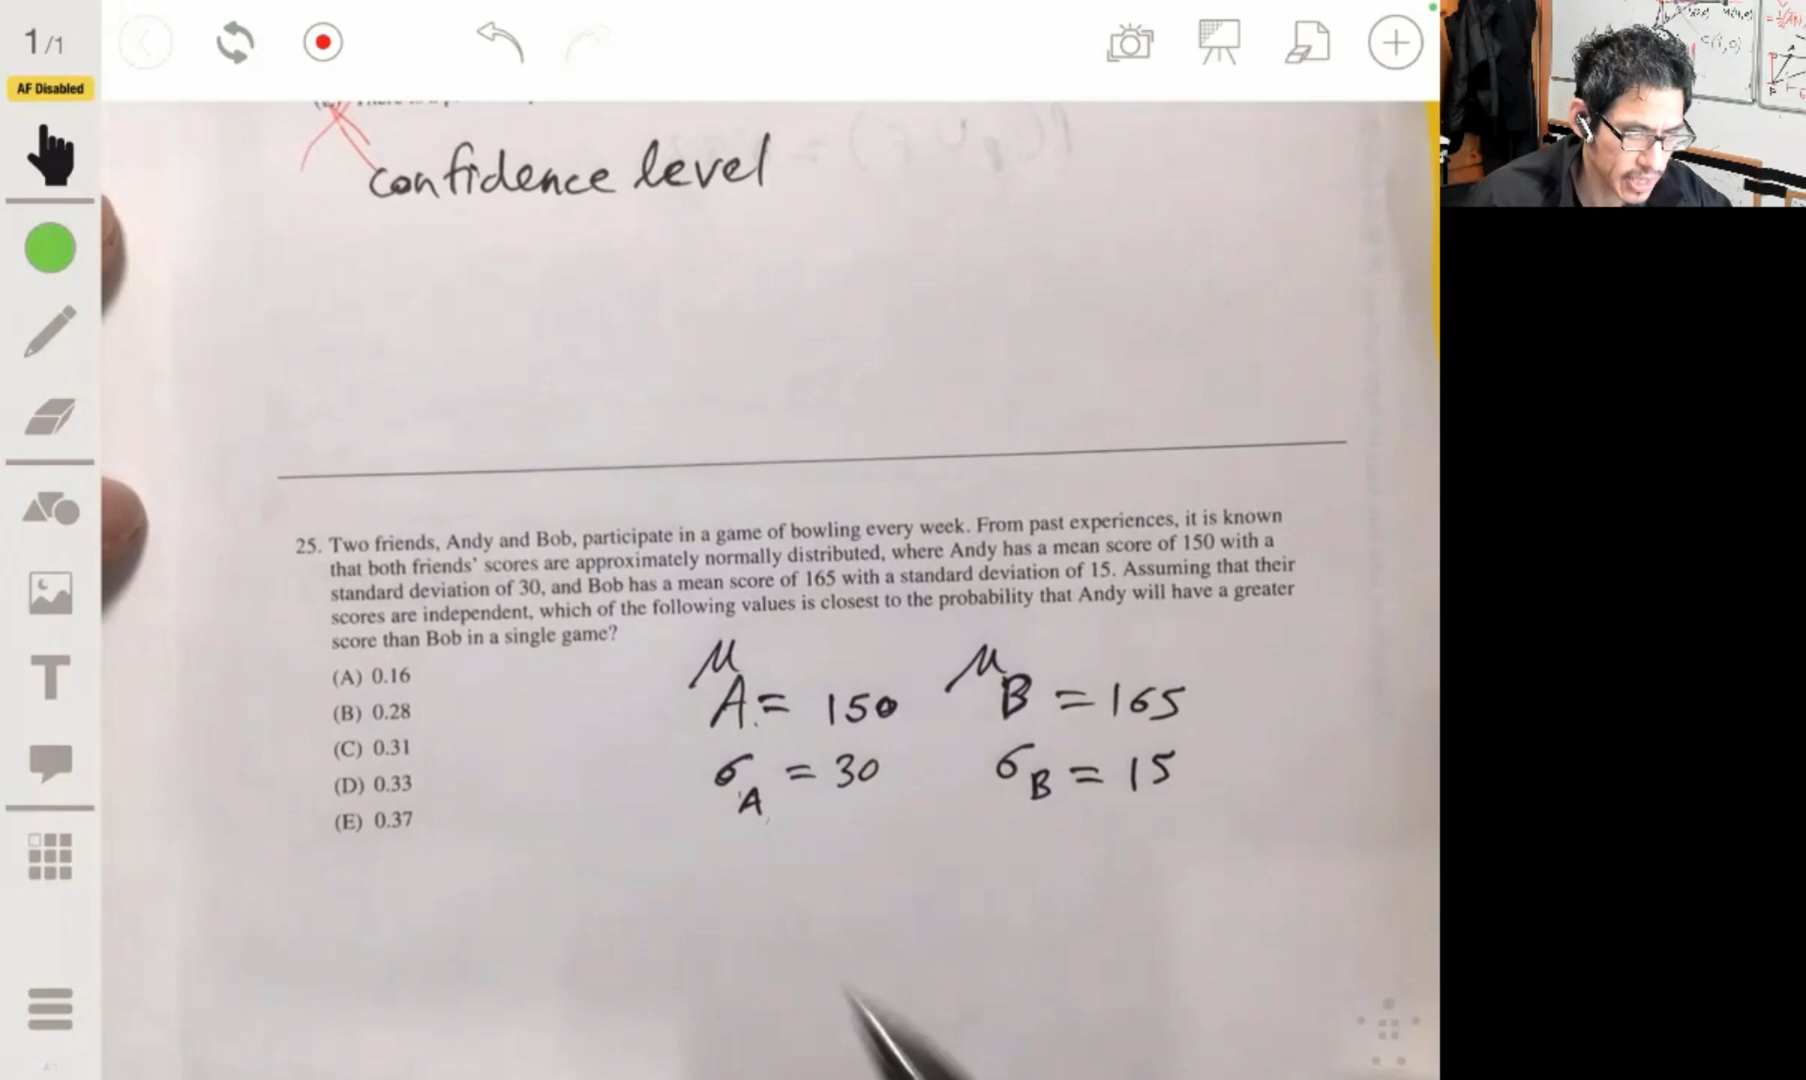 1/1
AF Disabled
confidence level
25. Two friends, Andy and Bob, participate in a game of bowling every week. From past experiences, it is known
that both friends' scores are approximately normally distributed, where Andy has a mean score of 150 with a
standard deviation of 30, and Bob has a mean score of 165 with a standard deviation of 15. Assuming that their
scores are independent, which of the following values is closest to the probability that Andy will have a greater
score than Bob in a single game?
(A) 0.16
(B) 0.28
(C) 0.31
(D) 0.33
(E) 0.37
μA = 150 μB = 165
σA = 30 σB = 15
T